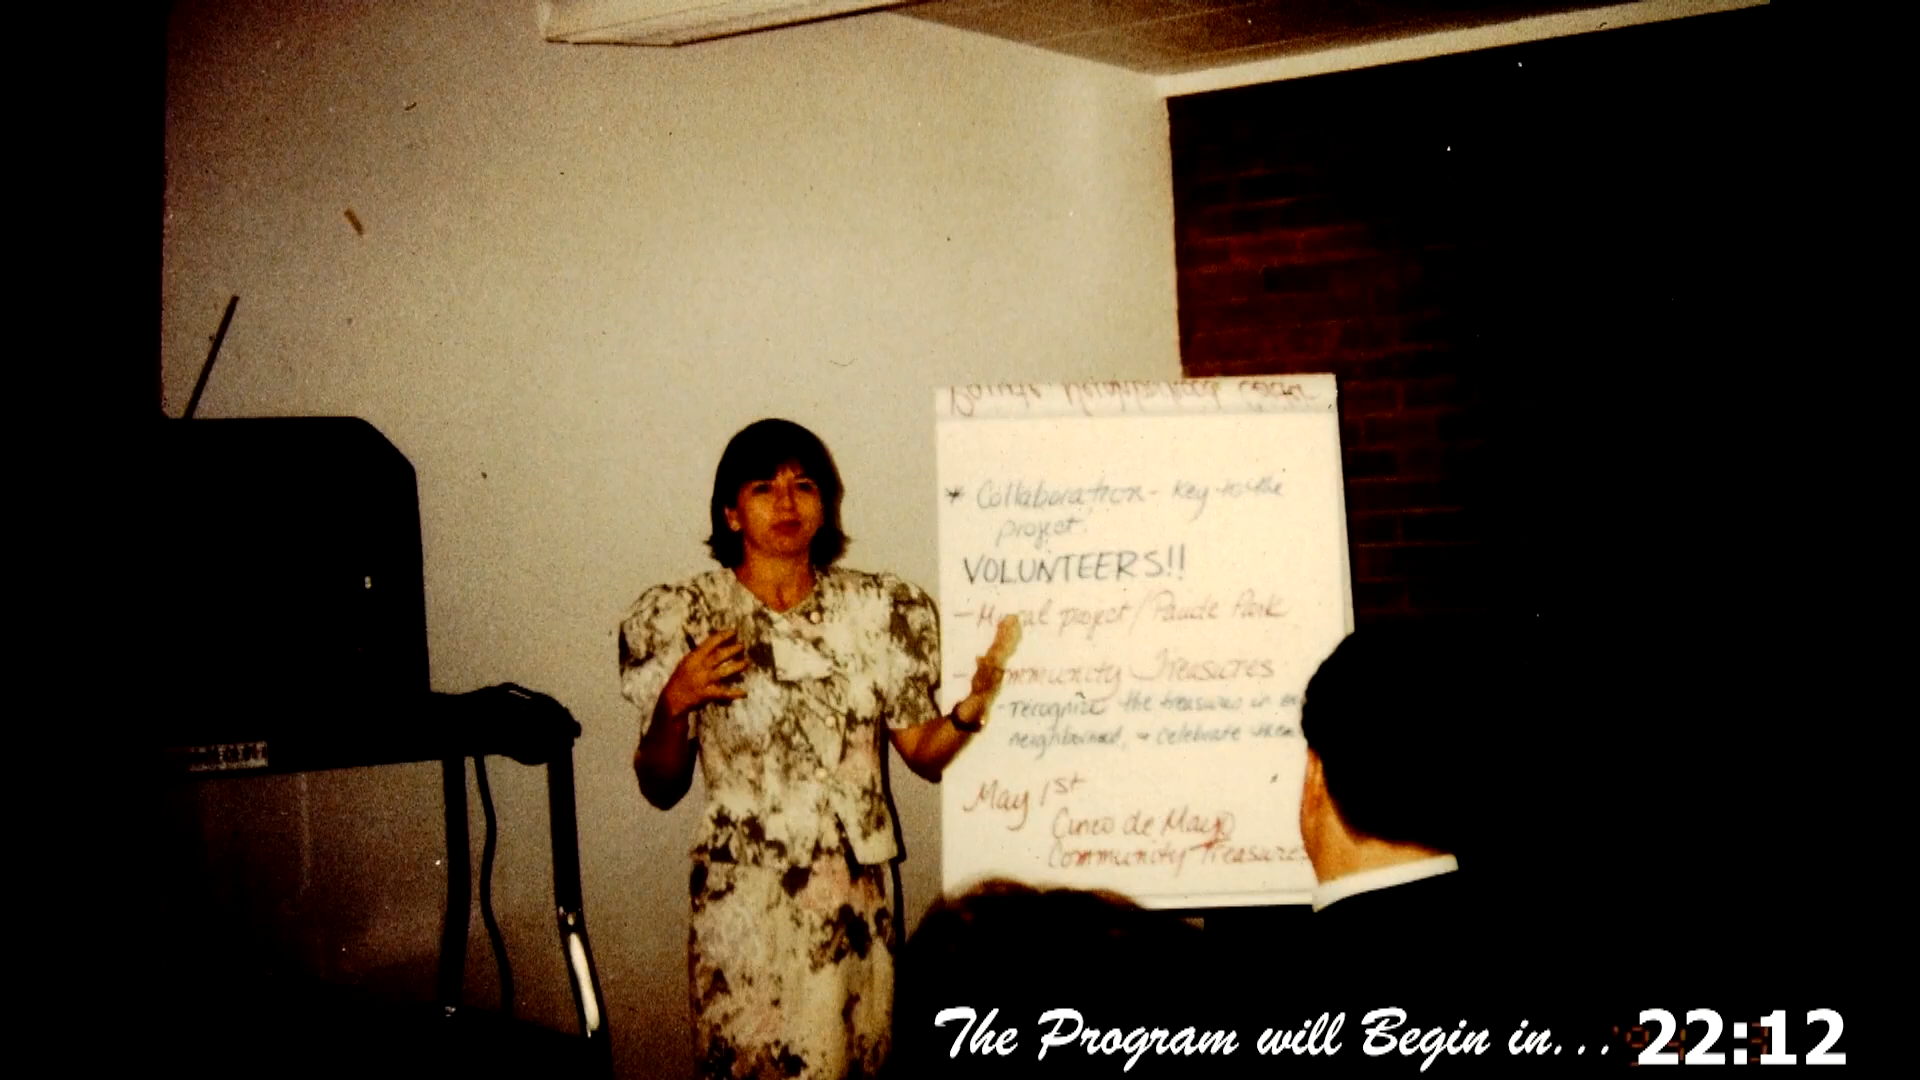 * Collaboration - key to the
project.
VOLUNTEERS!!
- Mural project/Paude Park
- Community Treasures
- recognize the treasures in
neighborhood, + celebrate them
May 1st
Cinco de Mayo
Community Treasures
The Program will Begin in... 22:12